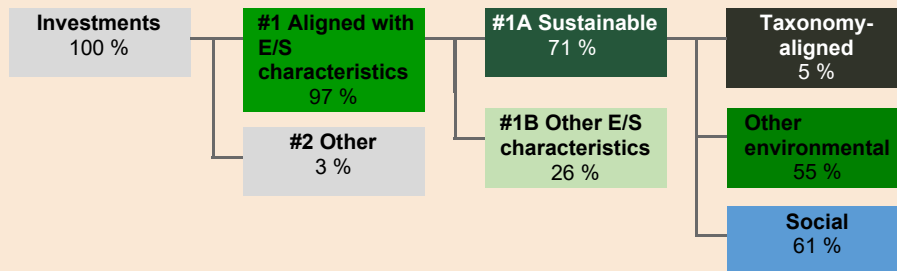 Investments
100 %
#1 Aligned with
E/S
characteristics
97 %
#2 Other
3 %
#1A Sustainable
71 %
#1B Other E/S
characteristics
26 %
Taxonomy-
aligned
5 %
Other
environmental
55 %
Social
61 %